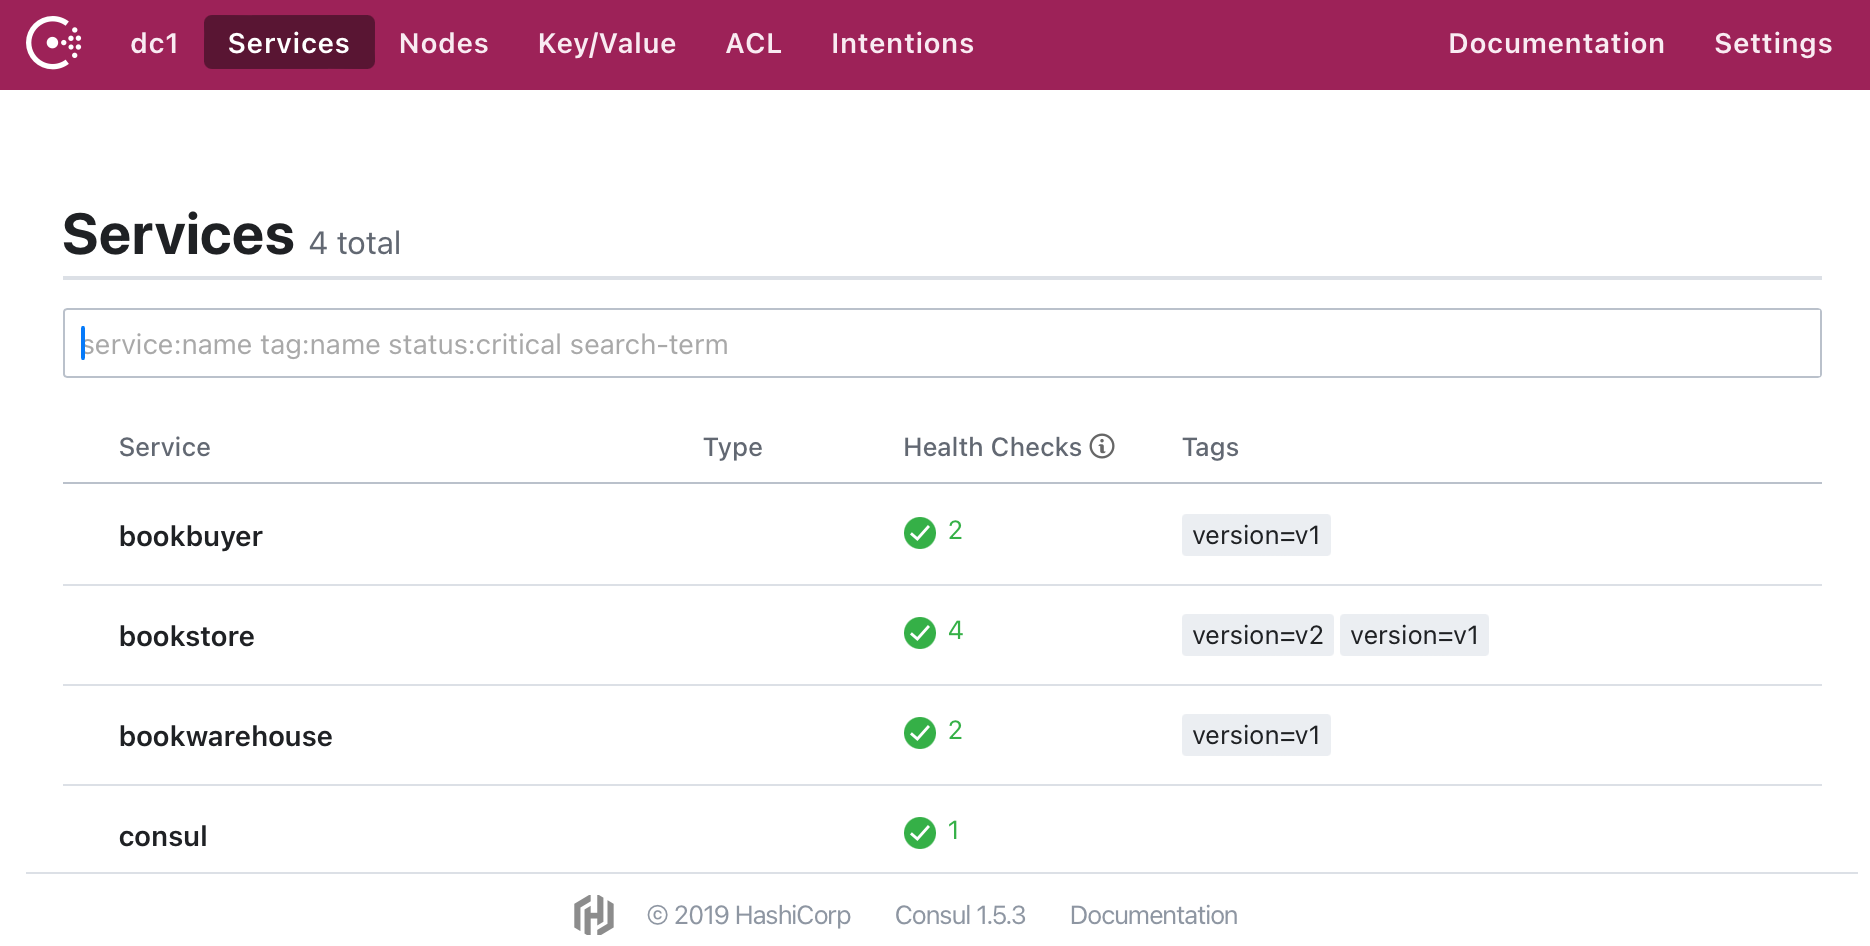 dc1 Services Nodes Key/Value ACL Intentions Documentation Settings
Services 4 total
service:name tag:name status:critical search-term
Service Type Health Checks Tags
bookbuyer 2 version=v1
bookstore 4 version=v2 version=v1
bookwarehouse 2 version=v1
consul 1
© 2019 HashiCorp Consul 1.5.3 Documentation